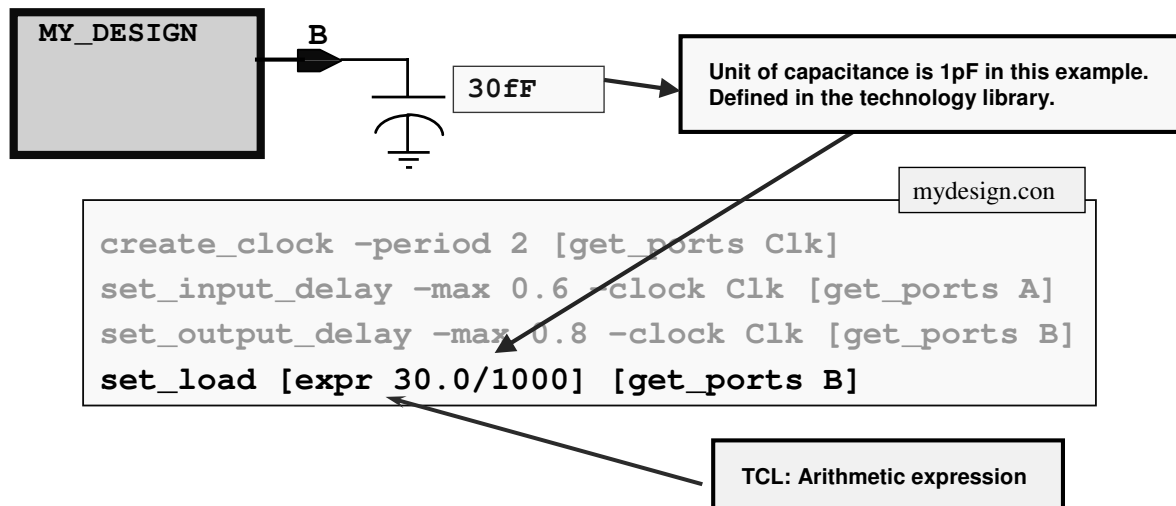 MY_DESIGN
B
30fF
Unit of capacitance is 1pF in this example.
Defined in the technology library.
mydesign.con
create_clock –period 2 [get_ports Clk]
set_input_delay –max 0.6 –clock Clk [get_ports A]
set_output_delay –max 0.8 –clock Clk [get_ports B]
set_load [expr 30.0/1000] [get_ports B]
TCL: Arithmetic expression